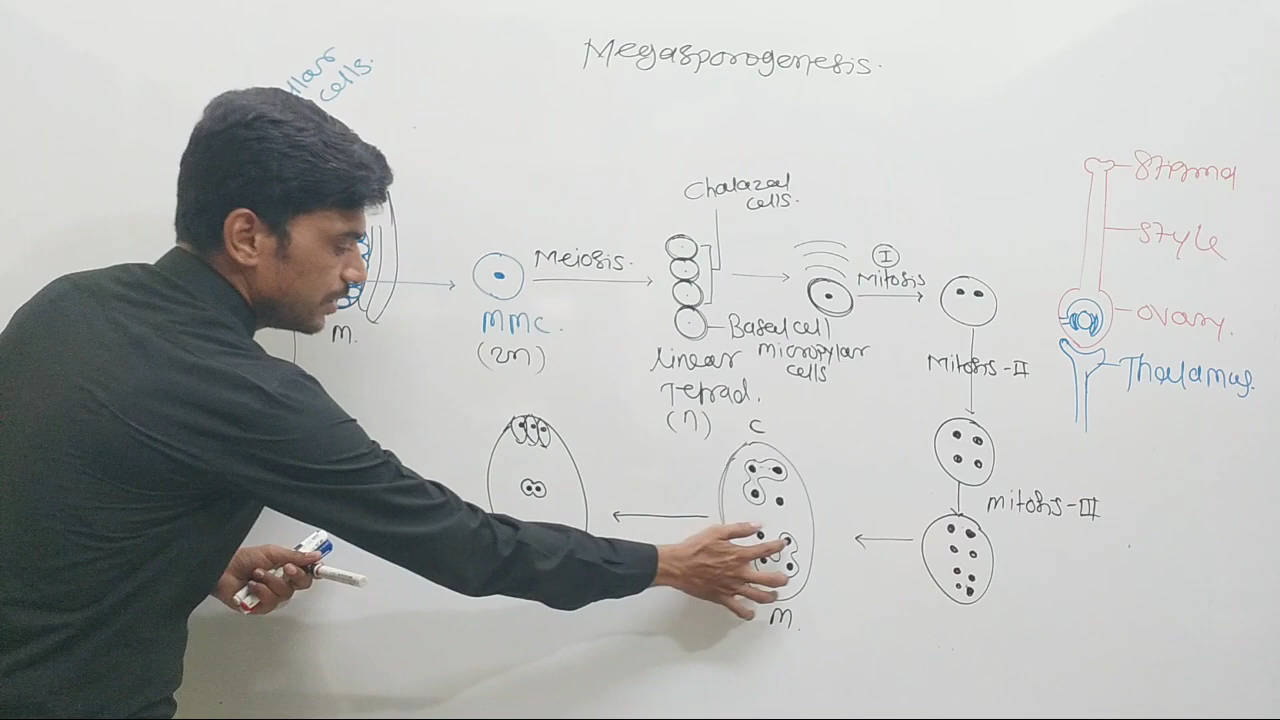 Megasporogenesis.
cells.
Chalazal
cells.
Stigma
Style
Ovary.
Thalamus.
Meiosis.
I
Mitosis
M.
MMC.
(2n)
Basal cell
micropylar
cells
linear
Tetrad.
(n)
Mitosis-II
C
Mitosis-III
M.